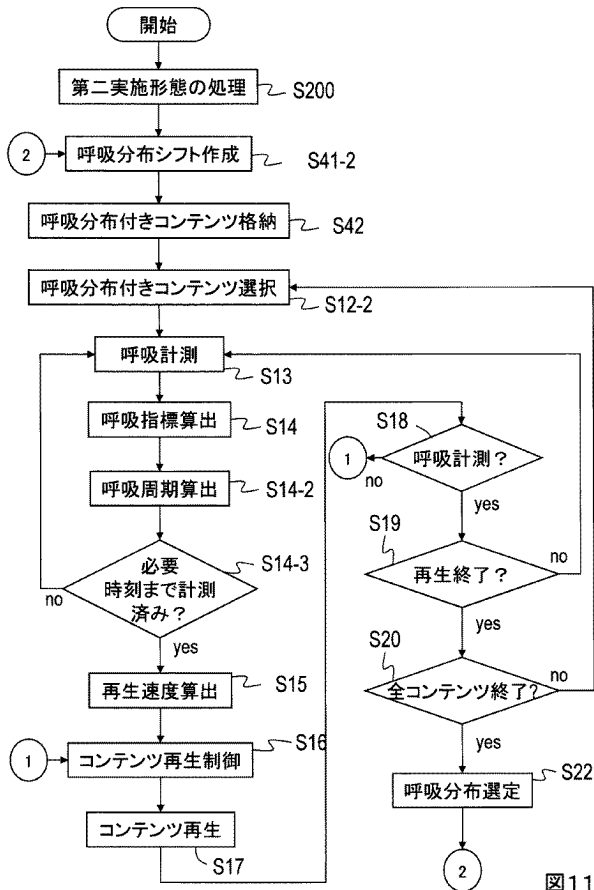 開始
第二実施形態の処理
S200
2
呼吸分布シフト作成
S41-2
呼吸分布付きコンテンツ格納
S42
呼吸分布付きコンテンツ選択
S12-2
呼吸計測
S13
呼吸指標算出
S14
呼吸周期算出
S14-2
必要
時刻まで計測
済み？
S14-3
no
yes
再生速度算出
S15
1
コンテンツ再生制御
S16
コンテンツ再生
S17
S18
呼吸計測？
1
no
yes
S19
再生終了？
no
yes
S20
全コンテンツ終了?
no
yes
呼吸分布選定
S22
2
図11